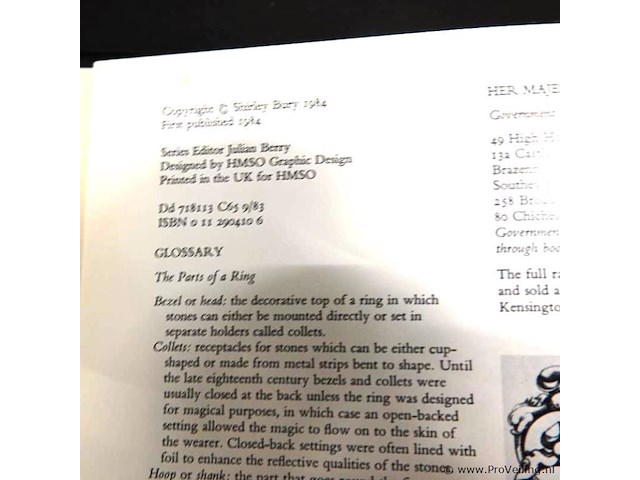 Copyright © Shirley Bury 1984
First published 1984
Series Editor Julian Berry
Designed by HMSO Graphic Design
Printed in the UK for HMSO
Dd 718113 C65 9/83
ISBN 0 11 290410 6
GLOSSARY
The Parts of a Ring
Bezel or head: the decorative top of a ring in which
stones can either be mounted directly or set in
separate holders called collets.
Collets: receptacles for stones which can be either cup-
shaped or made from metal strips bent to shape. Until
the late eighteenth century bezels and collets were
usually closed at the back unless the ring was designed
for magical purposes, in which case an open-backed
setting allowed the magic to flow on to the skin of
the wearer. Closed-back settings were often lined with
foil to enhance the reflective qualities of the stones.
Hoop or shank: the part that goes round the
HER MAJE
Government
49 High H
13a Castl
Brazen
Southey
258 Br
80 Chiche
Governmen
through boo
The full ra
and sold a
Kensingto
© www.ProVeiling.nl